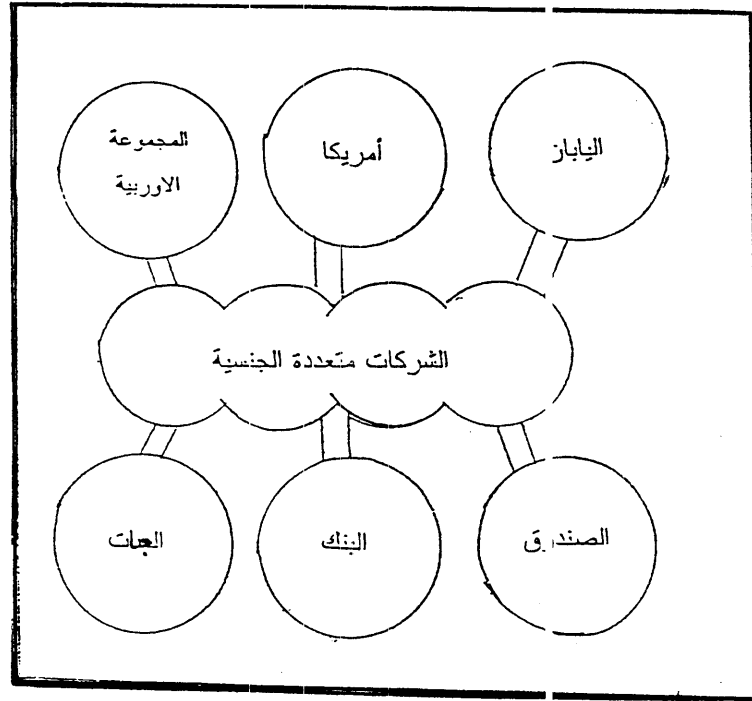 اليابان
أمريكا
المجموعة
الاوربية
الشركات متعددة الجنسية
الصندوق
البنك
الجات